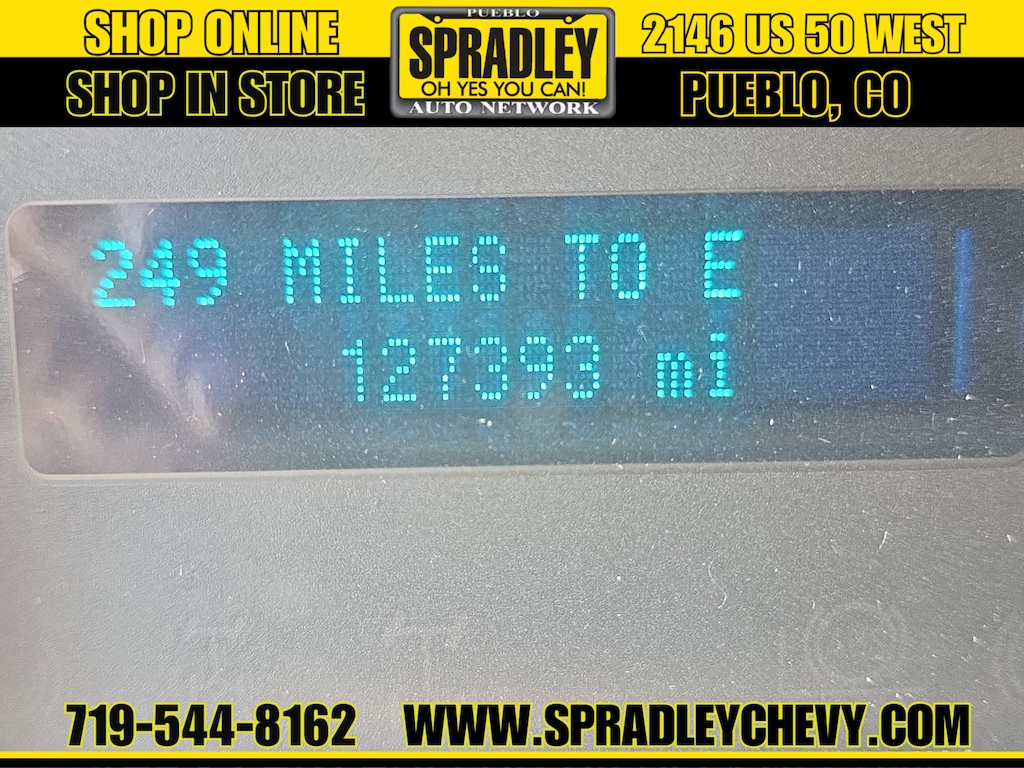 SHOP ONLINE
SHOP IN STORE
PUEBLO
SPRADLEY
OH YES YOU CAN!
AUTO NETWORK
2146 US 50 WEST
PUEBLO, CO
249 MILES TO E
127393 mi
719-544-8162 WWW.SPRADLEYCHEVY.COM